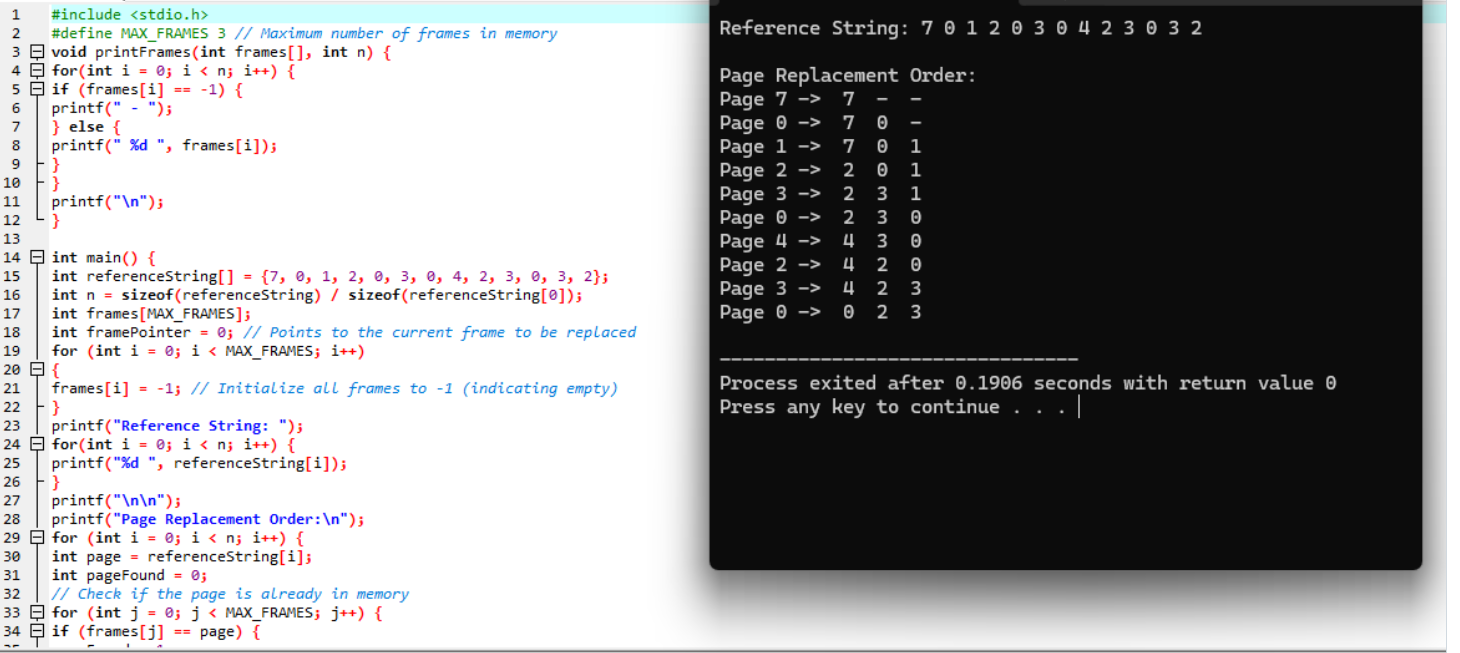 1 #include <stdio.h>
2 #define MAX_FRAMES 3 // Maximum number of frames in memory
3 void printFrames(int frames[], int n) {
4 for(int i = 0; i < n; i++) {
5 if (frames[i] == -1) {
6 printf(" - ");
7 } else {
8 printf(" %d ", frames[i]);
9 }
10 }
11 printf("\n");
12 }
13
14 int main() {
15 int referenceString[] = {7, 0, 1, 2, 0, 3, 0, 4, 2, 3, 0, 3, 2};
16 int n = sizeof(referenceString) / sizeof(referenceString[0]);
17 int frames[MAX_FRAMES];
18 int framePointer = 0; // Points to the current frame to be replaced
19 for (int i = 0; i < MAX_FRAMES; i++)
20 {
21 frames[i] = -1; // Initialize all frames to -1 (indicating empty)
22 }
23 printf("Reference String: ");
24 for(int i = 0; i < n; i++) {
25 printf("%d ", referenceString[i]);
26 }
27 printf("\n\n");
28 printf("Page Replacement Order:\n");
29 for (int i = 0; i < n; i++) {
30 int page = referenceString[i];
31 int pageFound = 0;
32 // Check if the page is already in memory
33 for (int j = 0; j < MAX_FRAMES; j++) {
34 if (frames[j] == page) {
Reference String: 7 0 1 2 0 3 0 4 2 3 0 3 2
Page Replacement Order:
Page 7 -> 7 - -
Page 0 -> 7 0 -
Page 1 -> 7 0 1
Page 2 -> 2 0 1
Page 3 -> 2 3 1
Page 0 -> 2 3 0
Page 4 -> 4 3 0
Page 2 -> 4 2 0
Page 3 -> 4 2 3
Page 0 -> 0 2 3
--------------------------------
Process exited after 0.1906 seconds with return value 0
Press any key to continue . . .